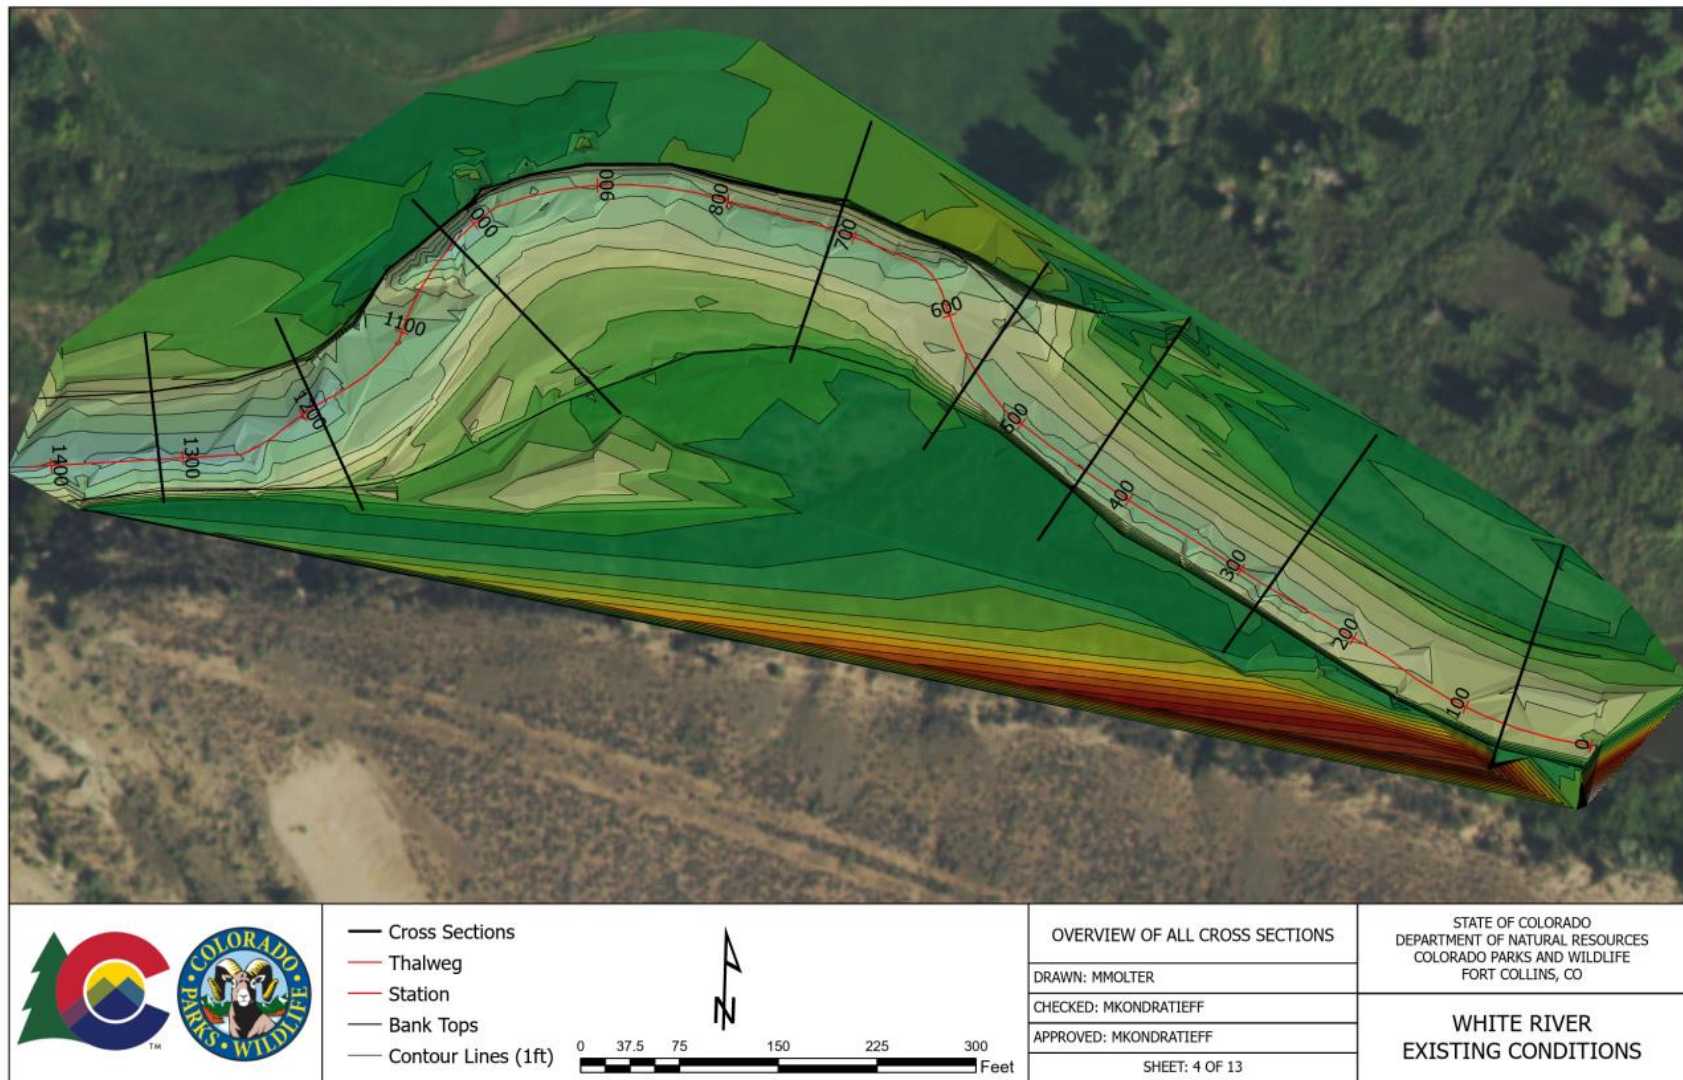 0
100
200
300
400
500
600
700
800
900
000
1100
1200
1300
1400
COLORADO
PARKS • WILDLIFE
TM
Cross Sections
Thalweg
Station
Bank Tops
Contour Lines (1ft)
N
0 37.5 75 150 225 300
Feet
OVERVIEW OF ALL CROSS SECTIONS
DRAWN: MMOLTER
CHECKED: MKONDRATIEFF
APPROVED: MKONDRATIEFF
SHEET: 4 OF 13
STATE OF COLORADO
DEPARTMENT OF NATURAL RESOURCES
COLORADO PARKS AND WILDLIFE
FORT COLLINS, CO
WHITE RIVER
EXISTING CONDITIONS